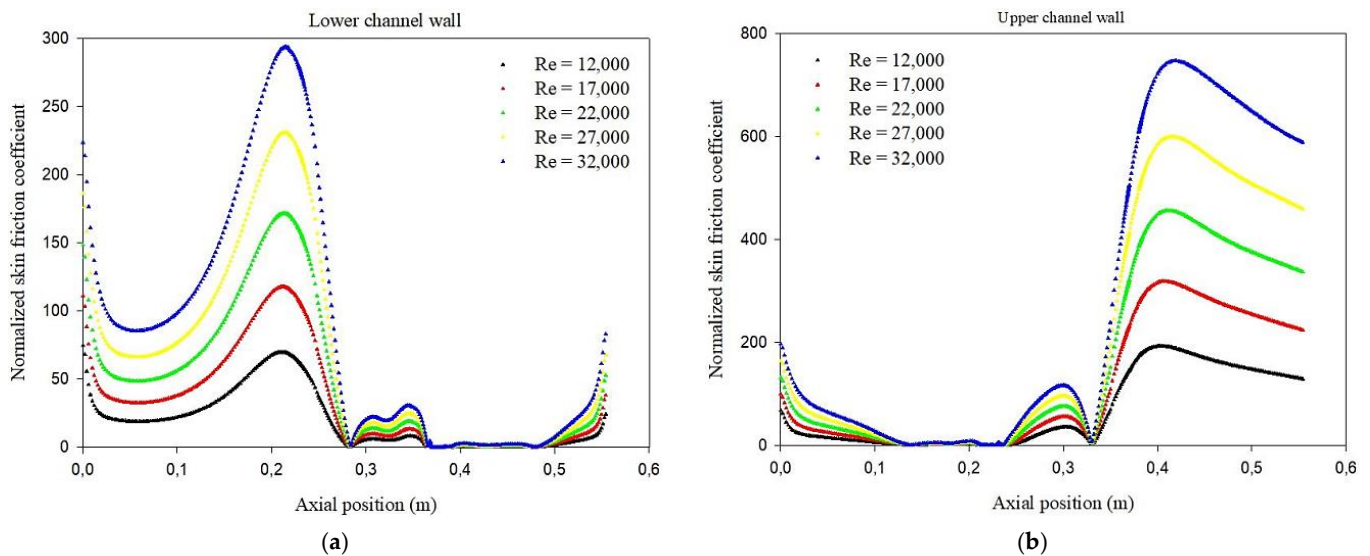 Lower channel wall
Normalized skin friction coefficient
300
250
200
150
100
50
0
Re = 12,000
Re = 17,000
Re = 22,000
Re = 27,000
Re = 32,000
0,0 0,1 0,2 0,3 0,4 0,5 0,6
Axial position (m)
(a)
Upper channel wall
Normalized skin friction coefficient
800
600
400
200
0
Re = 12,000
Re = 17,000
Re = 22,000
Re = 27,000
Re = 32,000
0,0 0,1 0,2 0,3 0,4 0,5 0,6
Axial position (m)
(b)